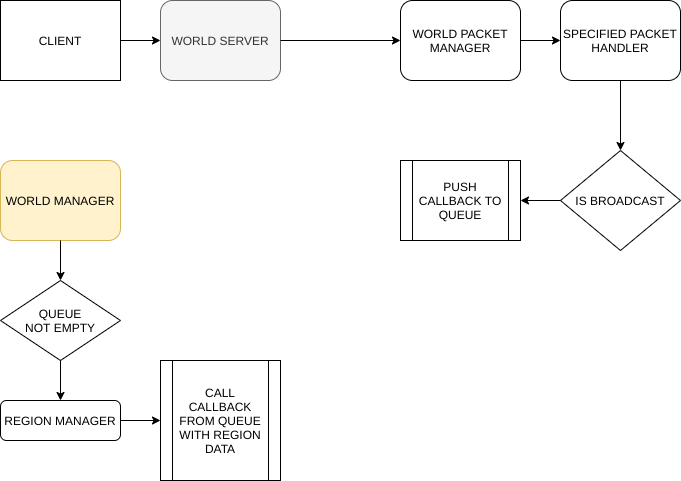 CLIENT
WORLD SERVER
WORLD PACKET
MANAGER
SPECIFIED PACKET
HANDLER
WORLD MANAGER
PUSH
CALLBACK TO
QUEUE
IS BROADCAST
QUEUE
NOT EMPTY
REGION MANAGER
CALL
CALLBACK
FROM QUEUE
WITH REGION
DATA